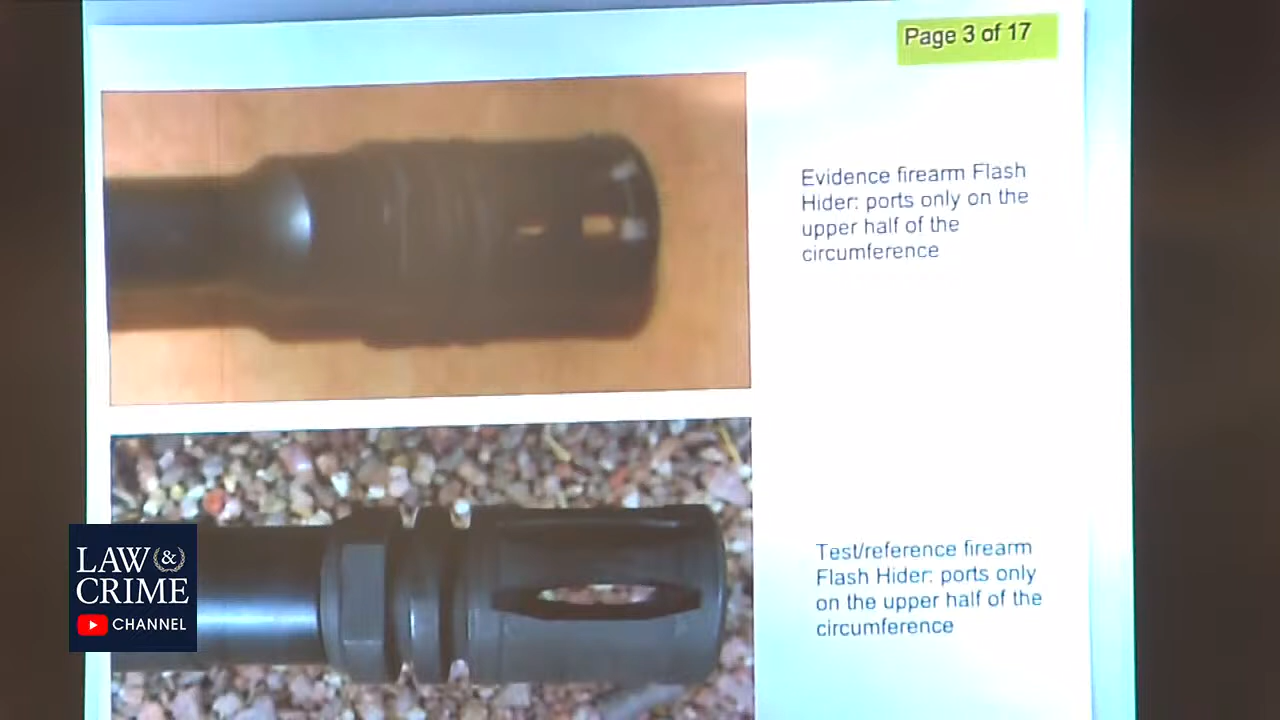 Page 3 of 17
Evidence firearm Flash
Hider: ports only on the
upper half of the
circumference
Test/reference firearm
Flash Hider: ports only
on the upper half of the
circumference
LAW &
CRIME
CHANNEL